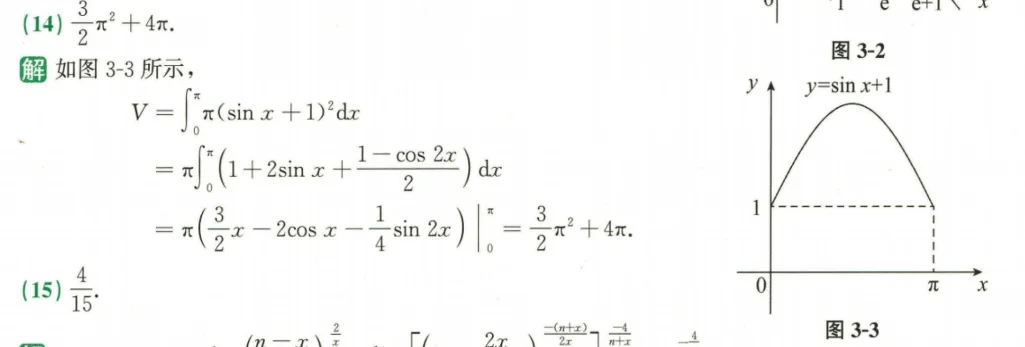 (14) 3/2 π² + 4π.
解 如图 3-3 所示，
V = ∫₀^π π(sin x + 1)² dx
= π∫₀^π (1 + 2sin x + (1 − cos 2x)/2) dx
= π(3/2 x − 2cos x − 1/4 sin 2x) |₀^π = 3/2 π² + 4π.
(15) 4/15.
图 3-2
y
y=sin x+1
1
0
π
x
图 3-3